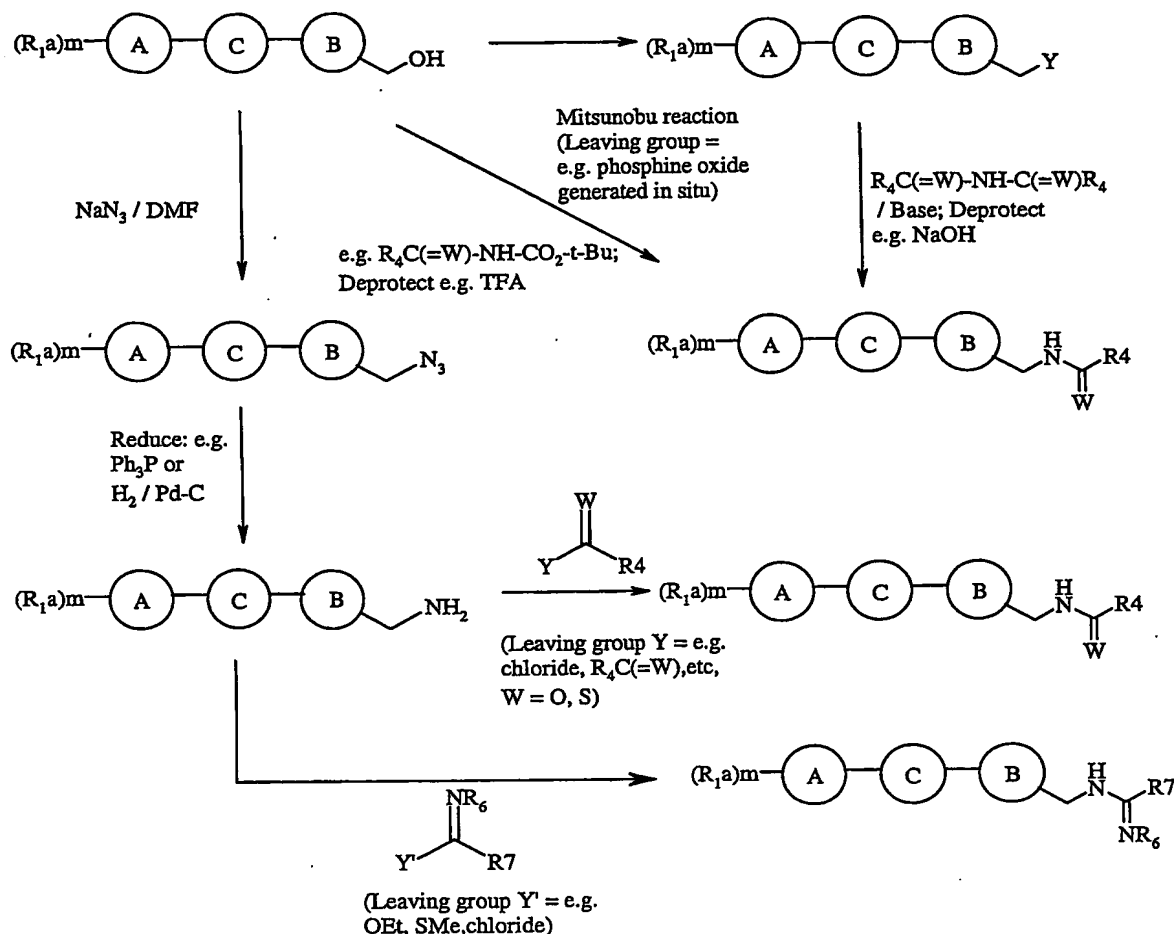 (R₁a)m A C B OH
(R₁a)m A C B Y
Mitsunobu reaction
(Leaving group =
e.g. phosphine oxide
generated in situ)
R₄C(=W)-NH-C(=W)R₄
/ Base; Deprotect
e.g. NaOH
NaN₃ / DMF
e.g. R₄C(=W)-NH-CO₂-t-Bu;
Deprotect e.g. TFA
(R₁a)m A C B N₃
(R₁a)m A C B H N R4 W
Reduce: e.g.
Ph₃P or
H₂ / Pd-C
W
Y R4
(R₁a)m A C B NH₂
(R₁a)m A C B H N R4 W
(Leaving group Y = e.g.
chloride, R₄C(=W),etc,
W = O, S)
(R₁a)m A C B H N R7 NR₆
NR₆
Y' R7
(Leaving group Y' = e.g.
OEt, SMe,chloride)